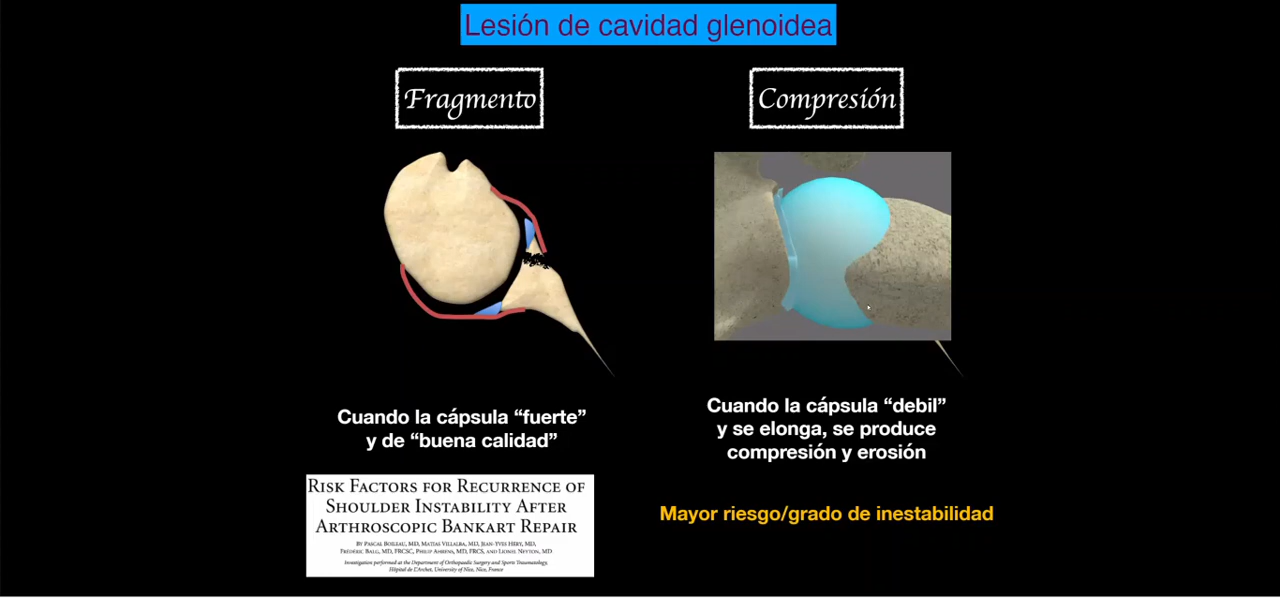 Lesión de cavidad glenoidea
Fragmento
Compresión
Cuando la cápsula “fuerte”
y de “buena calidad”
Cuando la cápsula “debil”
y se elonga, se produce
compresión y erosión
RISK FACTORS FOR RECURRENCE OF
SHOULDER INSTABILITY AFTER
ARTHROSCOPIC BANKART REPAIR
BY PASCAL BOILEAU, MD, MATÍAS VILLALBA, MD, JEAN-YVES HÉRY, MD,
FRÉDÉRIC BALG, MD, FRCSC, PHILIP AHRENS, MD, FRCS, AND LIONEL NEYTON, MD
Investigation performed at the Department of Orthopaedic Surgery and Sports Traumatology,
Hôpital de L'Archet, University of Nice, Nice, France
Mayor riesgo/grado de inestabilidad